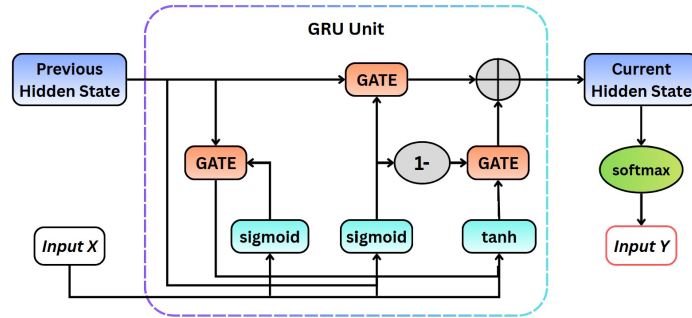 GRU Unit
Previous
Hidden State
GATE
Current
Hidden State
GATE
1-
GATE
softmax
Input X
sigmoid
sigmoid
tanh
Input Y